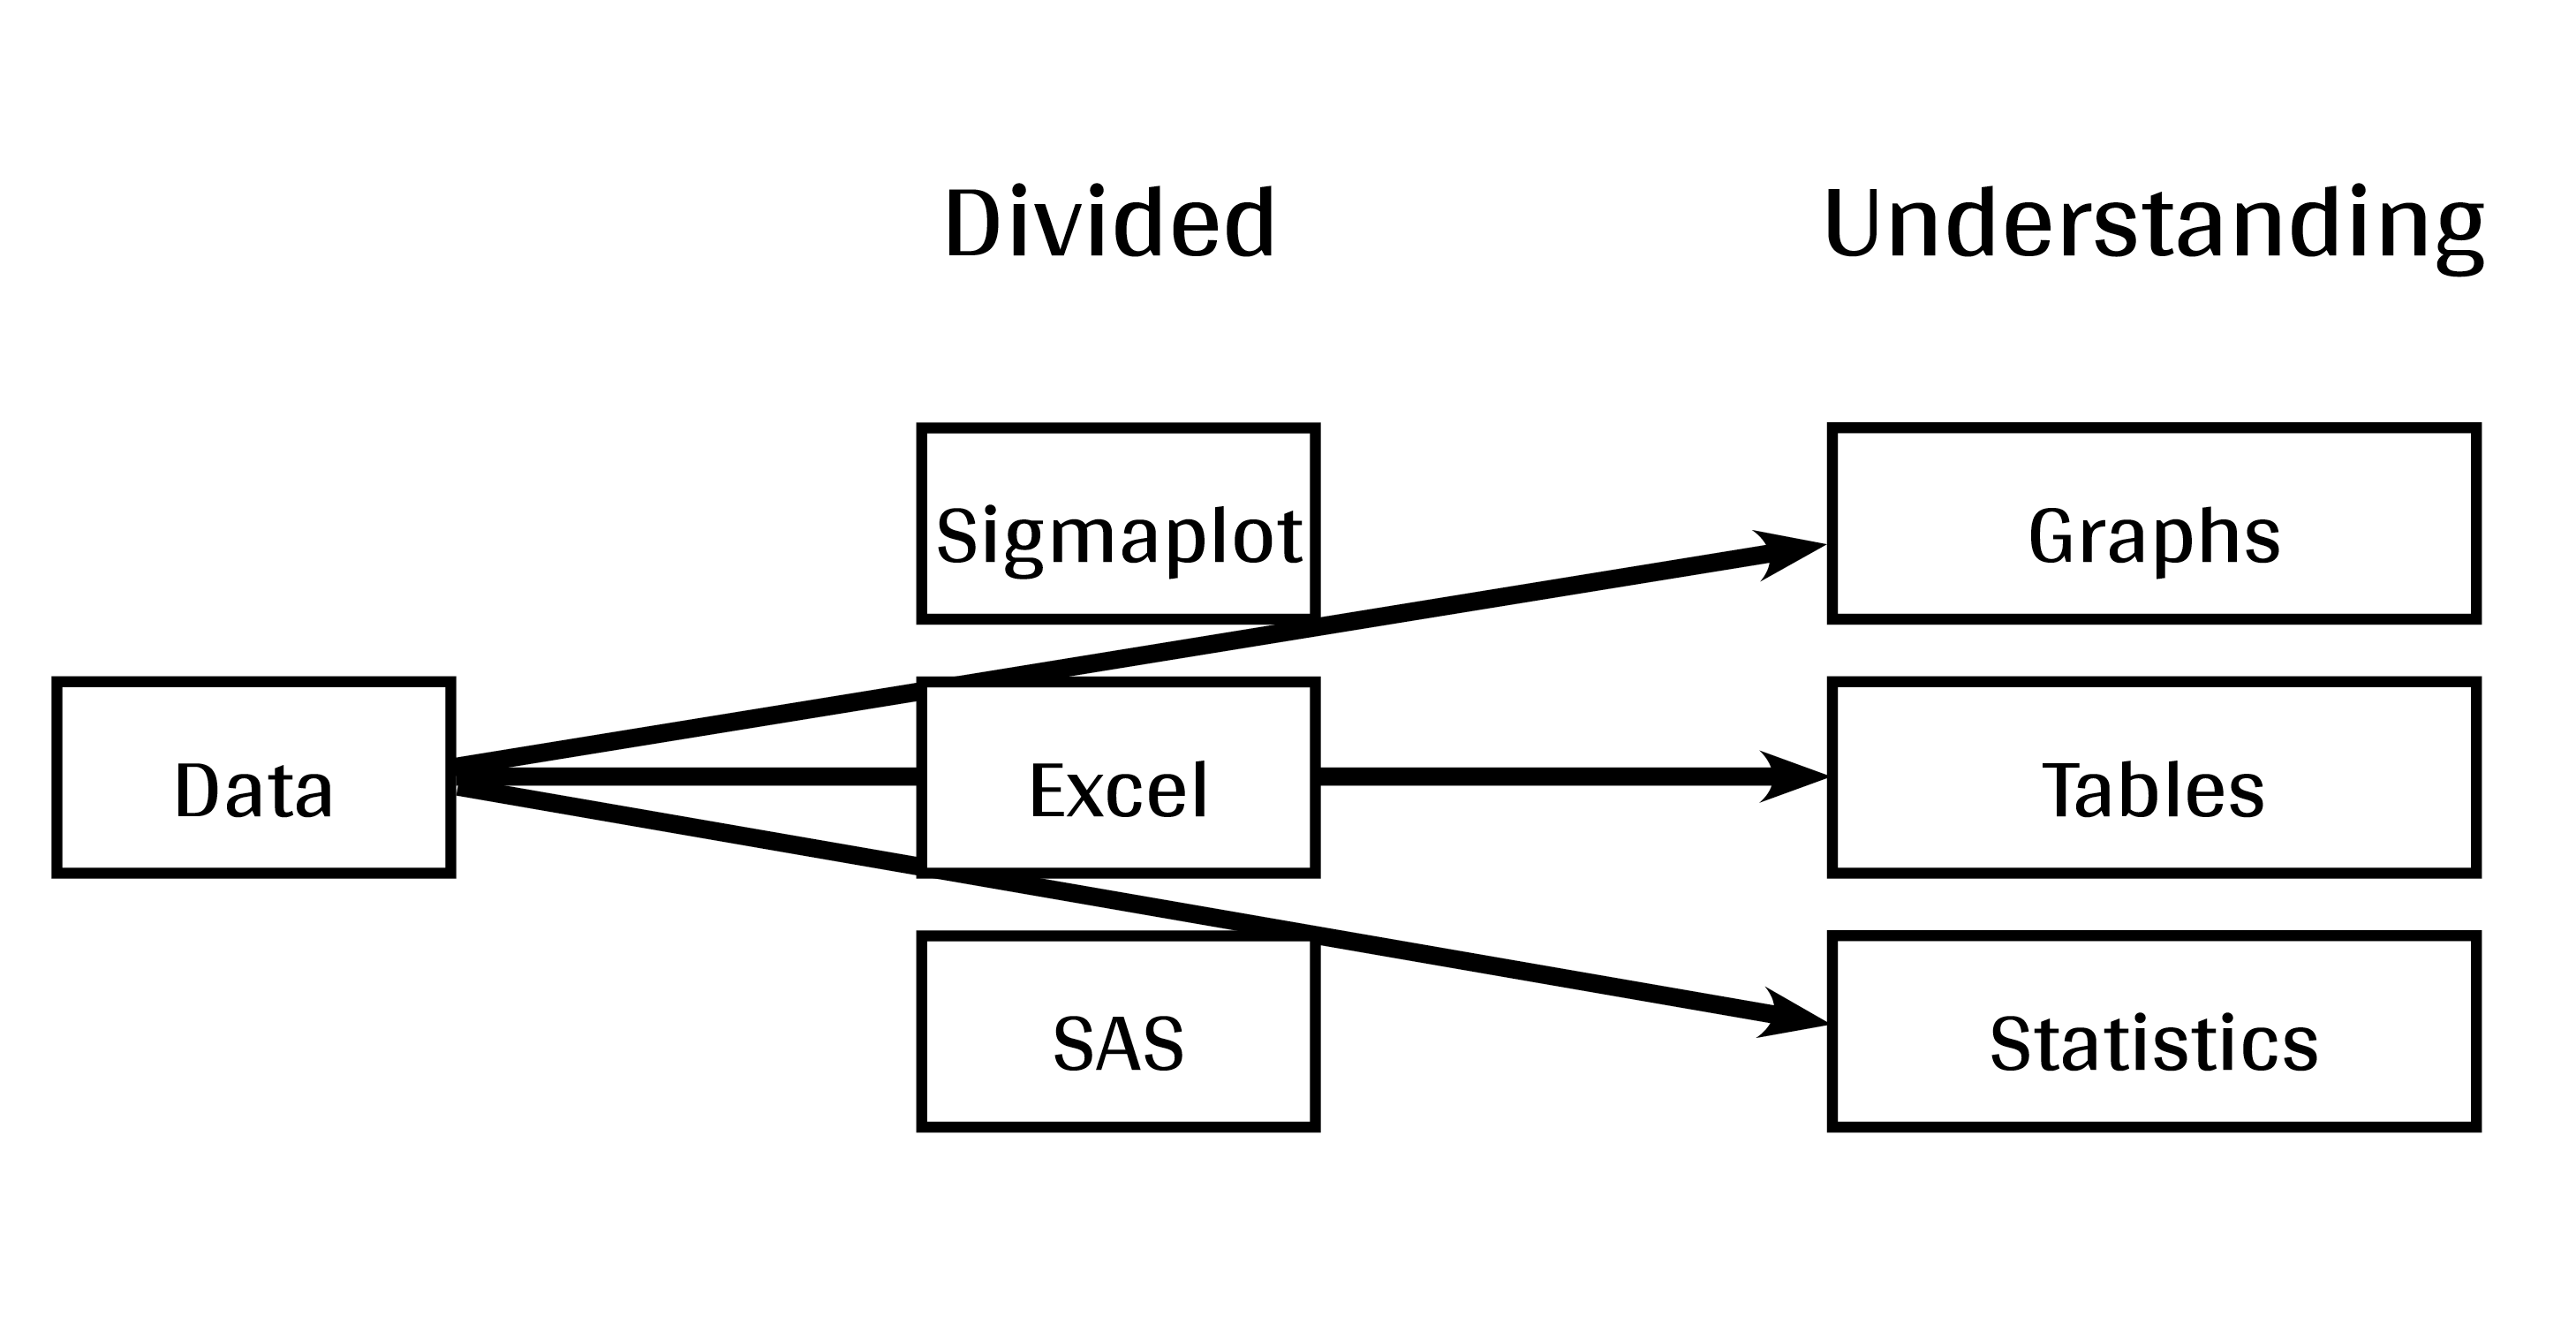 Divided
Understanding
Sigmaplot
Graphs
Data
Excel
Tables
SAS
Statistics